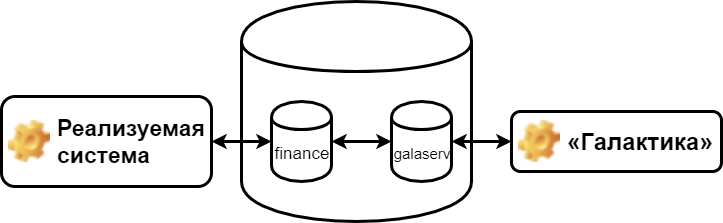 Реализуемая
система
finance
galaserv
«Галактика»